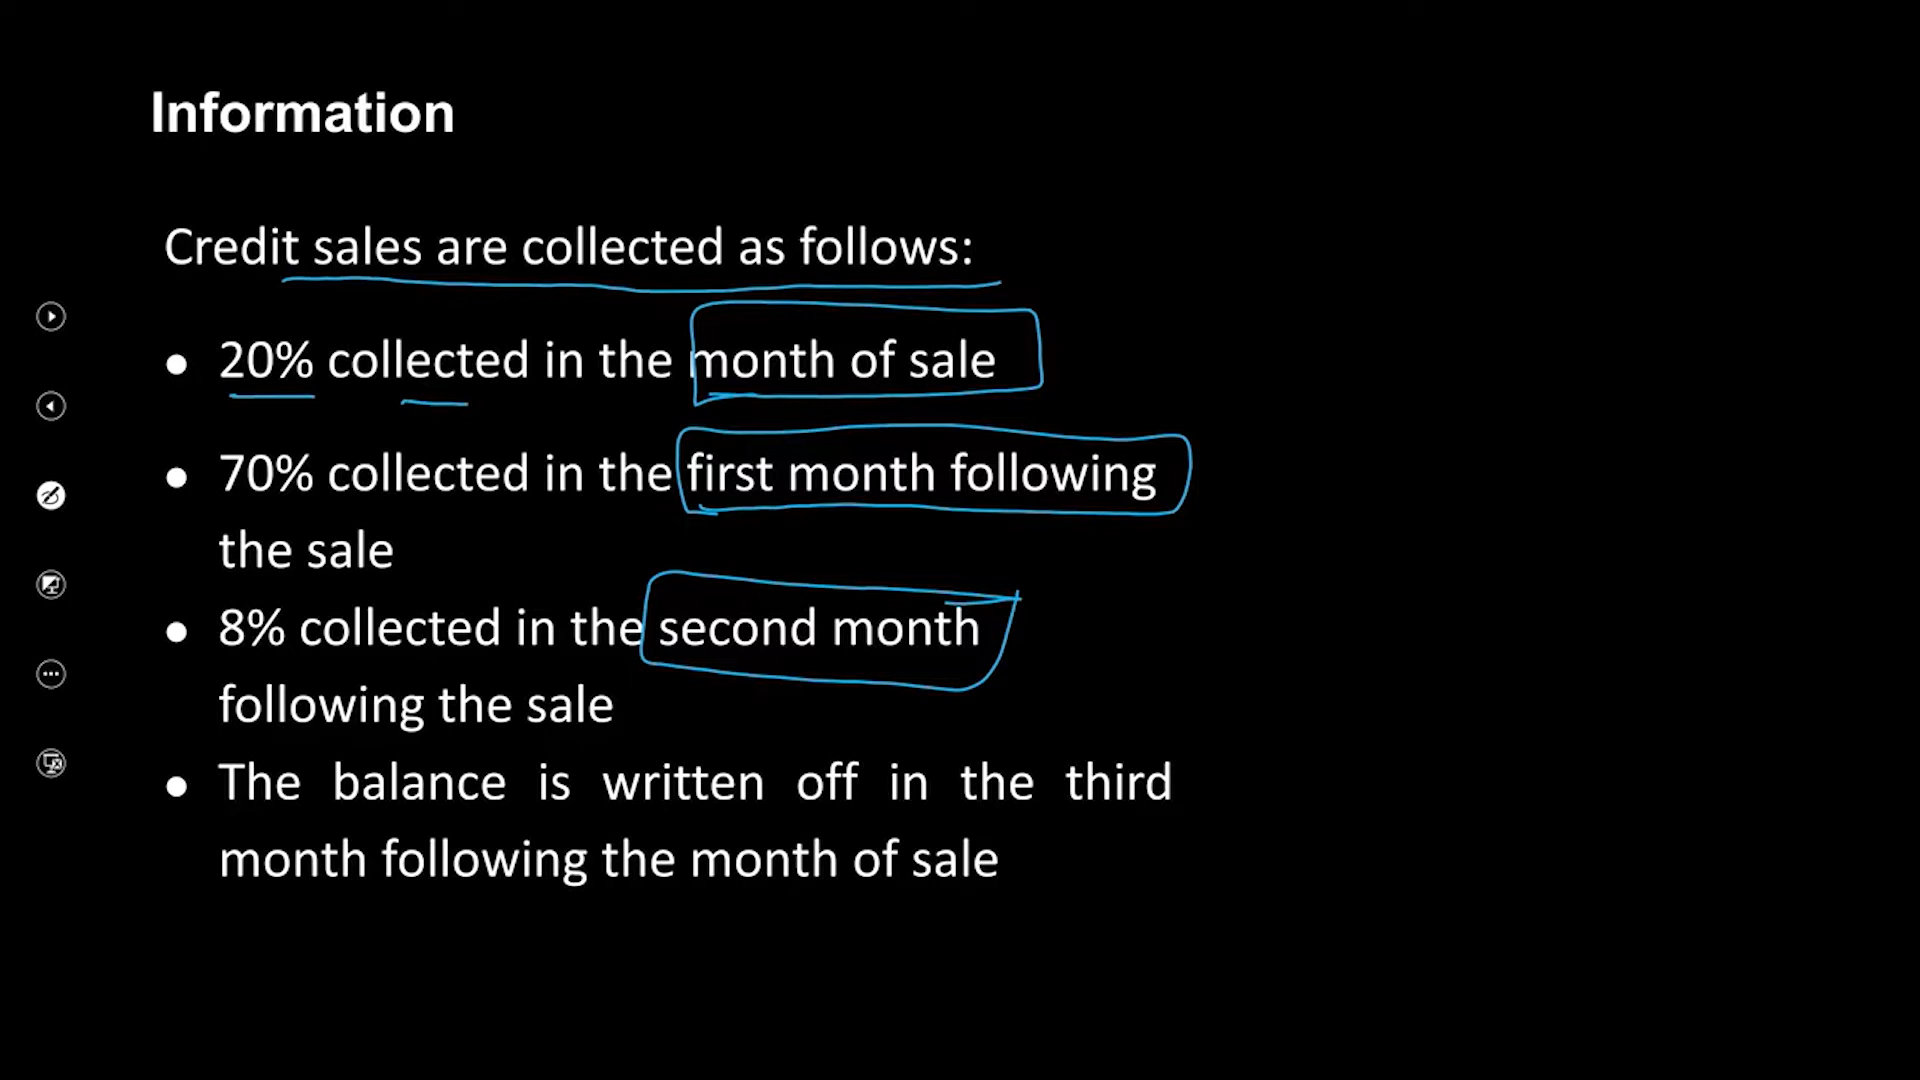 Information
Credit sales are collected as follows:
● 20% collected in the month of sale
● 70% collected in the first month following
the sale
● 8% collected in the second month
following the sale
● The balance is written off in the third
month following the month of sale